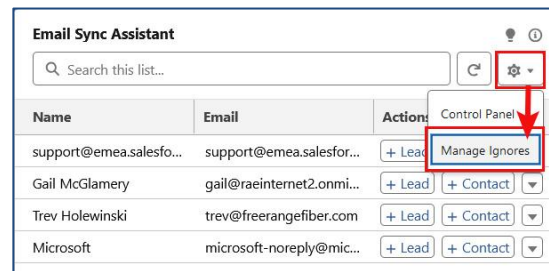 Email Sync Assistant
Search this list...
Name Email Action
Control Panel
Manage Ignores
support@emea.salesfo... support@emea.salesfor... + Lead
Gail McGlamery gail@raeinternet2.onmi... + Lead + Contact
Trev Holewinski trev@freerangefiber.com + Lead + Contact
Microsoft microsoft-noreply@mic... + Lead + Contact